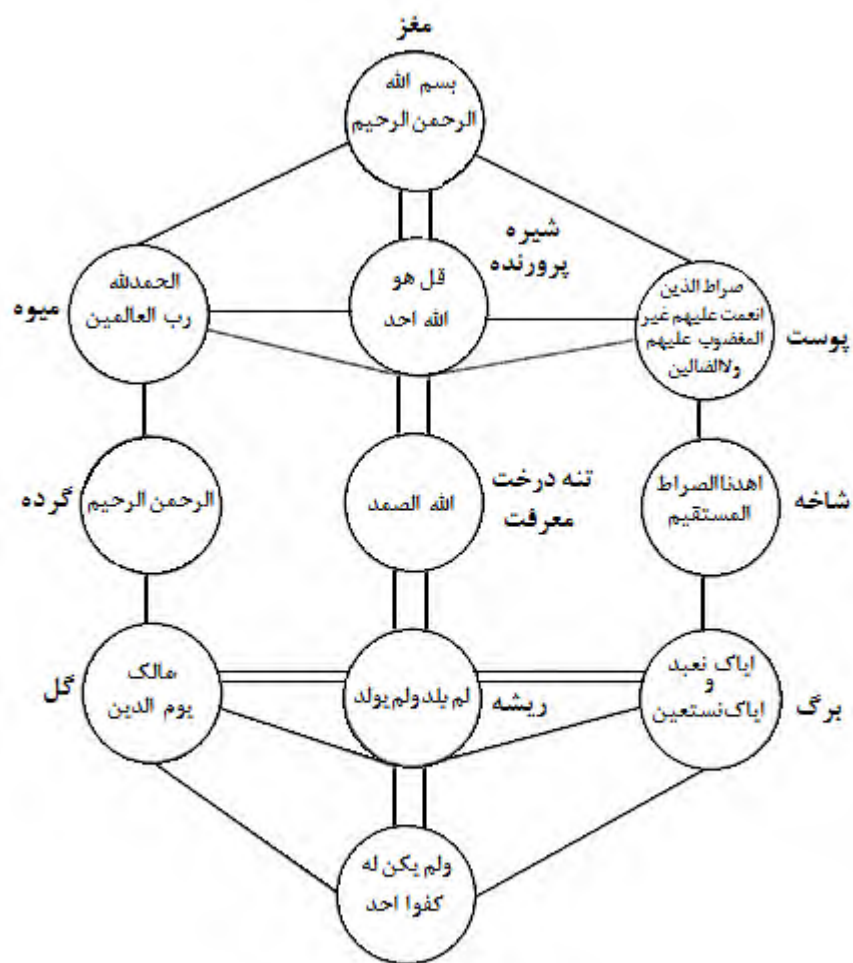 مغز
بسم الله
الرحمن الرحیم
شیره
پرورنده
قل هو
الله احد
الحمدلله
رب العالمین
میوه
صراط الذین
انعمت علیهم غیر
المغضوب علیهم
ولاالضالین
پوست
گرده
الرحمن الرحیم
الله الصمد
تنه درخت
معرفت
اهدناالصراط
المستقیم
شاخه
گل
مالک
یوم الدین
لم یلدولم یولد
ریشه
ایاک نعبد
و
ایاک نستعین
برگ
ولم یکن له
کفوا احد